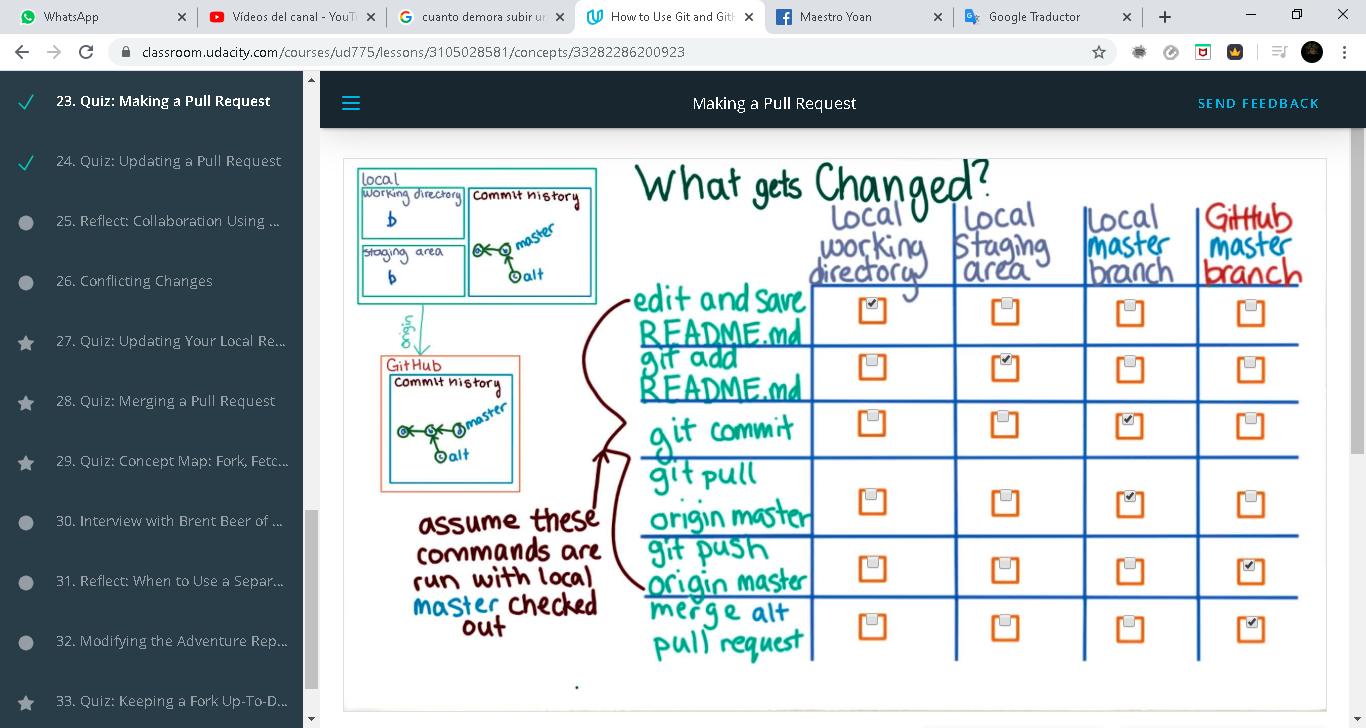 WhatsApp
Vídeos del canal - YouT
cuanto demora subir un
How to Use Git and Gith
Maestro Yoan
Google Traductor
classroom.udacity.com/courses/ud775/lessons/3105028581/concepts/33282286200923
23. Quiz: Making a Pull Request
24. Quiz: Updating a Pull Request
25. Reflect: Collaboration Using ...
26. Conflicting Changes
27. Quiz: Updating Your Local Re...
28. Quiz: Merging a Pull Request
29. Quiz: Concept Map: Fork, Fetc...
30. Interview with Brent Beer of ...
31. Reflect: When to Use a Separ...
32. Modifying the Adventure Rep...
33. Quiz: Keeping a Fork Up-To-D...
Making a Pull Request
SEND FEEDBACK
local
working directory
b
staging area
b
Commit history
master
alt
origin
GitHub
Commit history
master
alt
assume these
commands are
run with local
master checked
out
What gets Changed?
Local
working
directory
Local
Staging
area
Local
master
branch
GitHub
master
branch
edit and save
README.md
git add
README.md
git commit
git pull
origin master
git push
origin master
merge alt
pull request